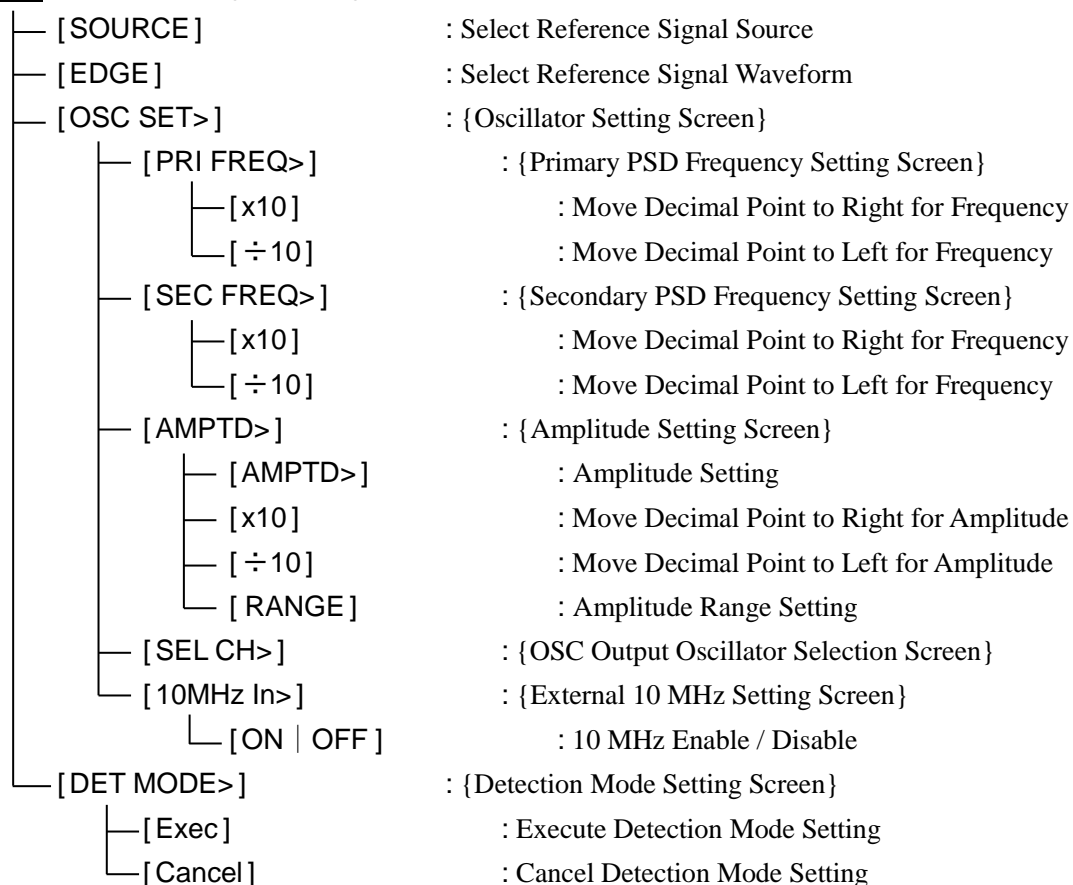 [SOURCE] : Select Reference Signal Source
[EDGE] : Select Reference Signal Waveform
[OSC SET>] : {Oscillator Setting Screen}
[PRI FREQ>] : {Primary PSD Frequency Setting Screen}
[x10] : Move Decimal Point to Right for Frequency
[÷10] : Move Decimal Point to Left for Frequency
[SEC FREQ>] : {Secondary PSD Frequency Setting Screen}
[x10] : Move Decimal Point to Right for Frequency
[÷10] : Move Decimal Point to Left for Frequency
[AMPTD>] : {Amplitude Setting Screen}
[AMPTD>] : Amplitude Setting
[x10] : Move Decimal Point to Right for Amplitude
[÷10] : Move Decimal Point to Left for Amplitude
[RANGE] : Amplitude Range Setting
[SEL CH>] : {OSC Output Oscillator Selection Screen}
[10MHz In>] : {External 10 MHz Setting Screen}
[ON｜OFF] : 10 MHz Enable / Disable
[DET MODE>] : {Detection Mode Setting Screen}
[Exec] : Execute Detection Mode Setting
[Cancel] : Cancel Detection Mode Setting